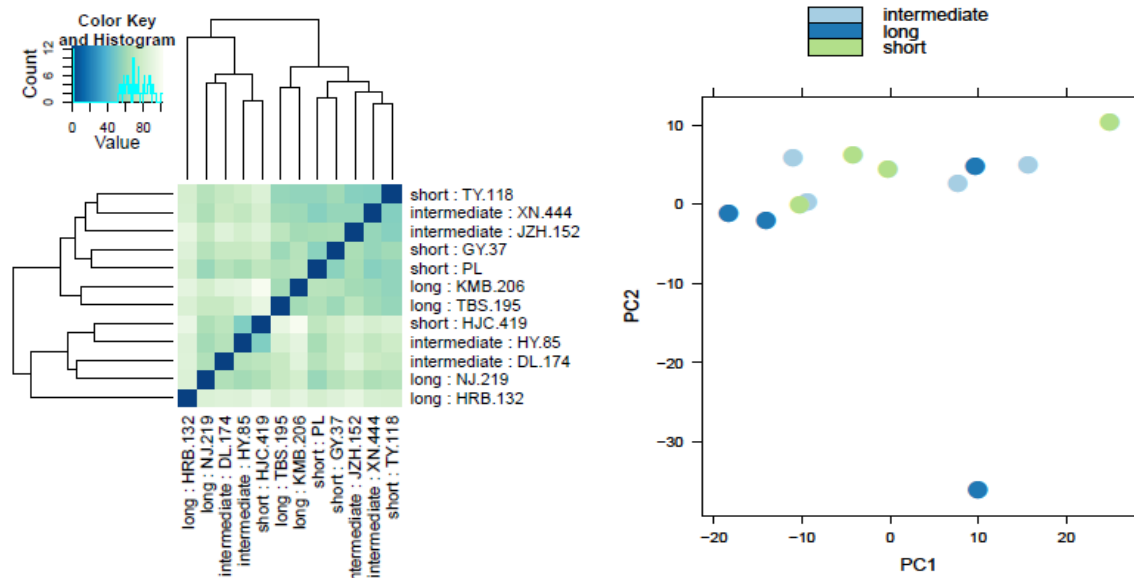 Color Key
and Histogram
Count
0
6
12
0
40
80
Value
short : TY.118
intermediate : XN.444
intermediate : JZH.152
short : GY.37
short : PL
long : KMB.206
long : TBS.195
short : HJC.419
intermediate : HY.85
intermediate : DL.174
long : NJ.219
long : HRB.132
long : HRB.132
long : NJ.219
intermediate : DL.174
intermediate : HY.85
short : HJC.419
long : TBS.195
long : KMB.206
short : PL
short : GY.37
intermediate : JZH.152
intermediate : XN.444
short : TY.118
intermediate
long
short
10
0
−10
−20
−30
PC2
−20
−10
0
10
20
PC1